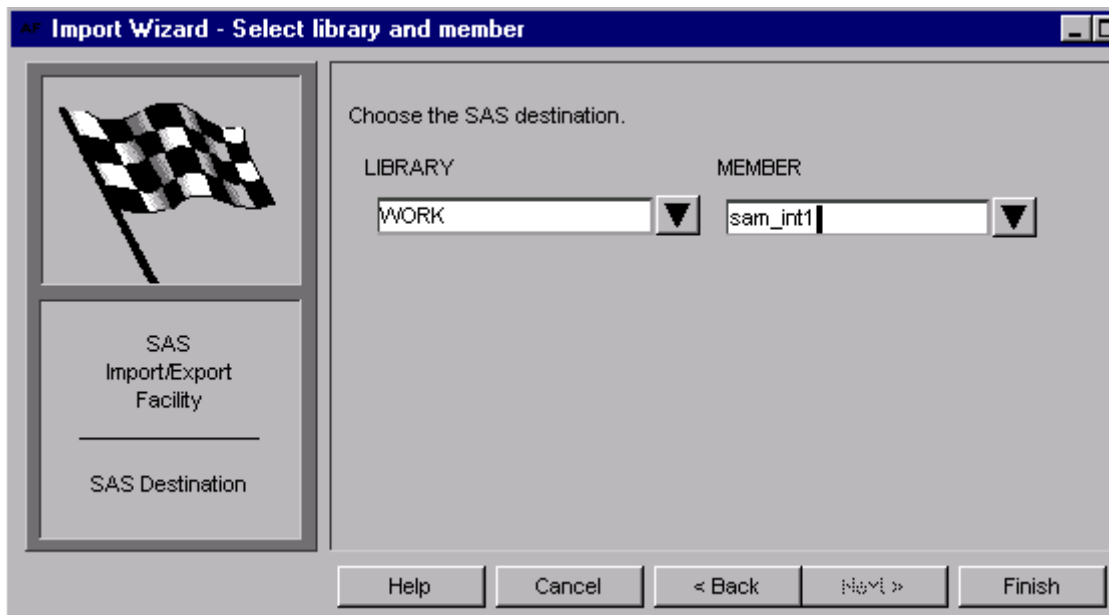 Import Wizard - Select library and member
Choose the SAS destination.
LIBRARY MEMBER
WORK sam_int1
SAS
Import/Export
Facility
SAS Destination
Help Cancel < Back Next > Finish